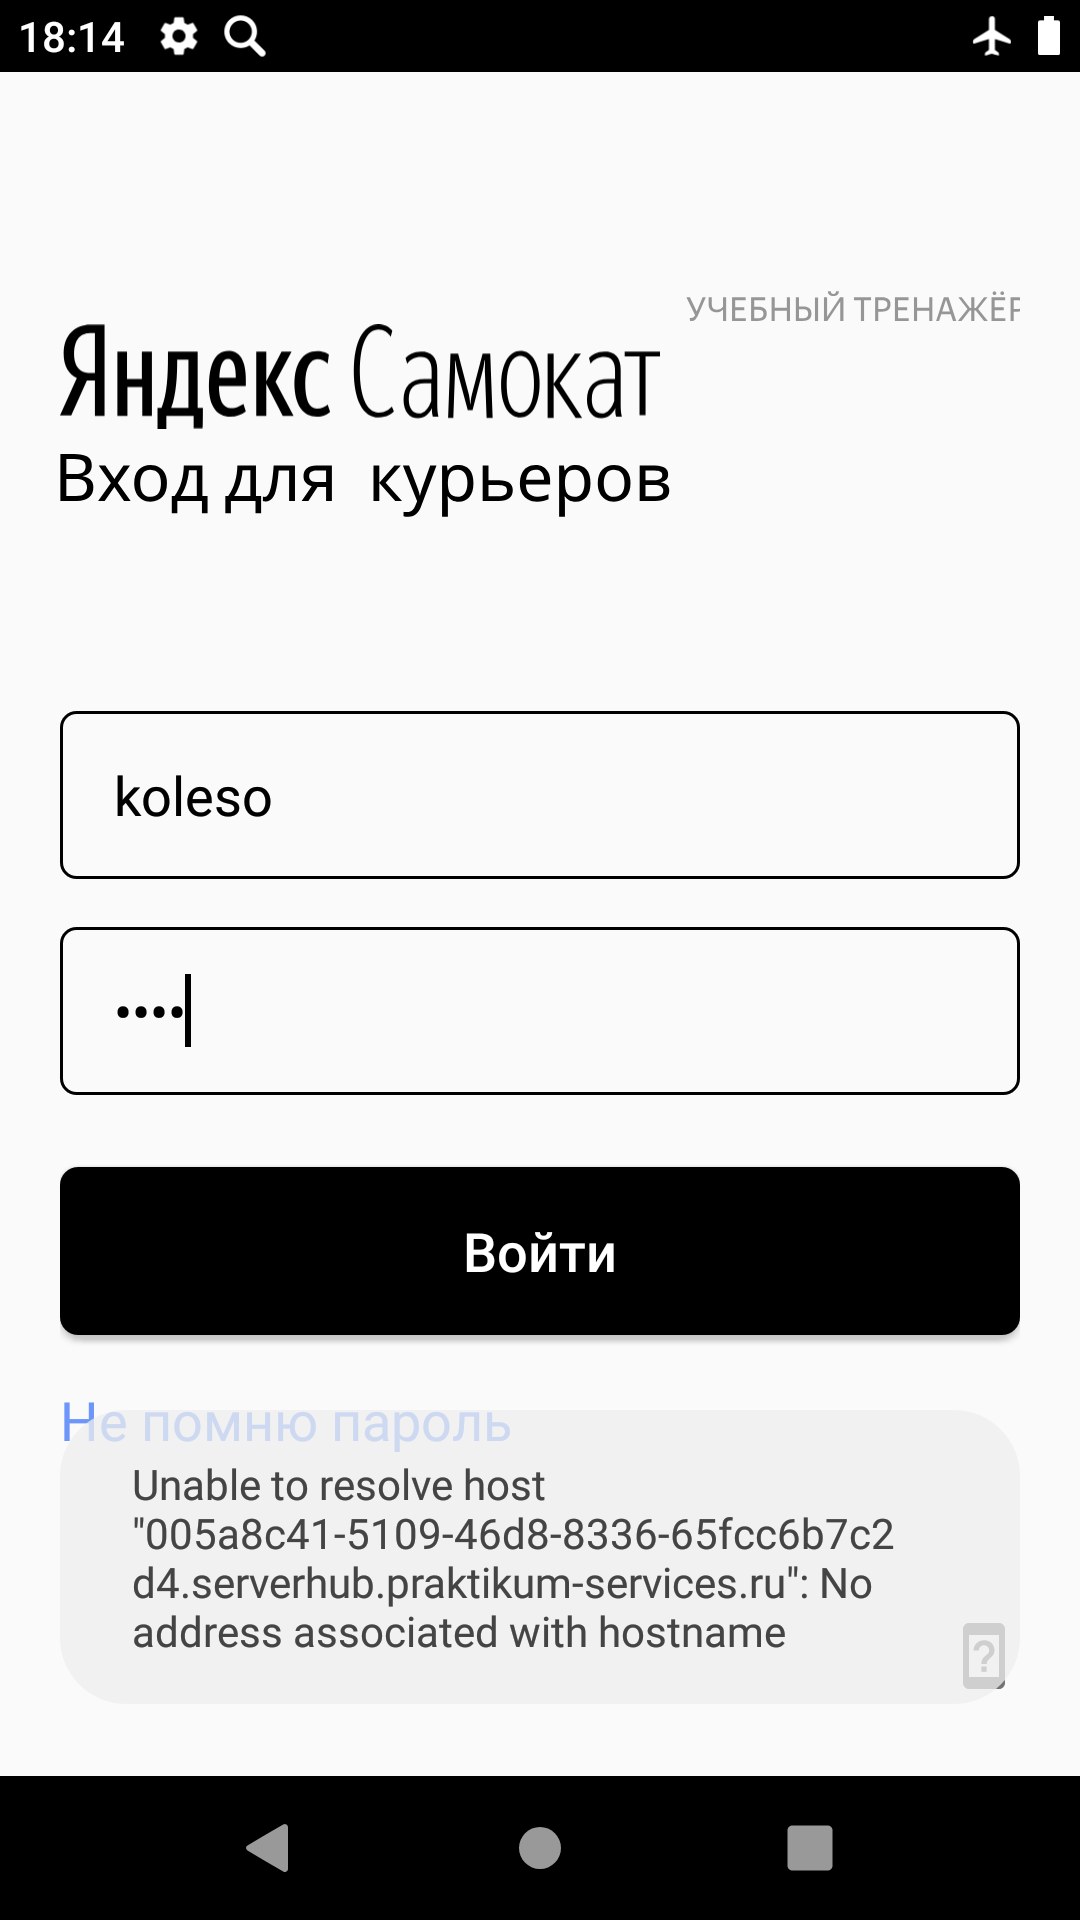 18:14
УЧЕБНЫЙ ТРЕНАЖЁР
Яндекс Самокат
Вход для  курьеров
koleso
••••
Войти
Не помню пароль
Unable to resolve host
"005a8c41-5109-46d8-8336-65fcc6b7c2
d4.serverhub.praktikum-services.ru": No
address associated with hostname
?